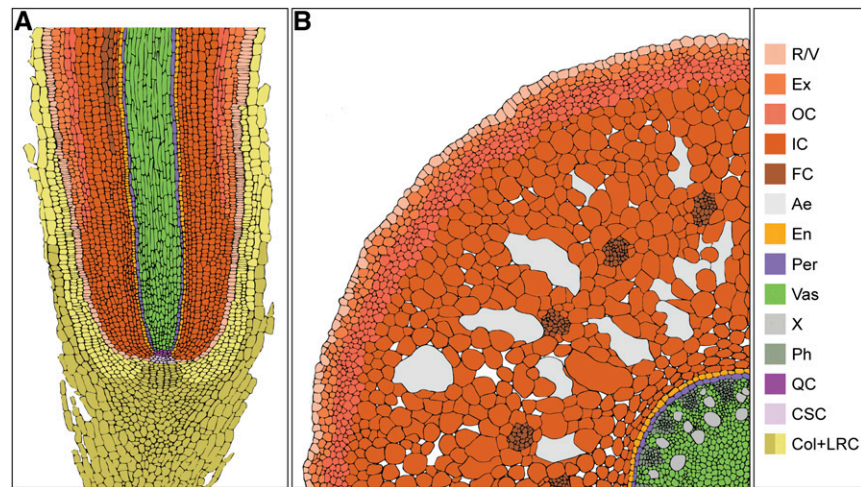 A
B
R/V
Ex
OC
IC
FC
Ae
En
Per
Vas
X
Ph
QC
CSC
Col+LRC